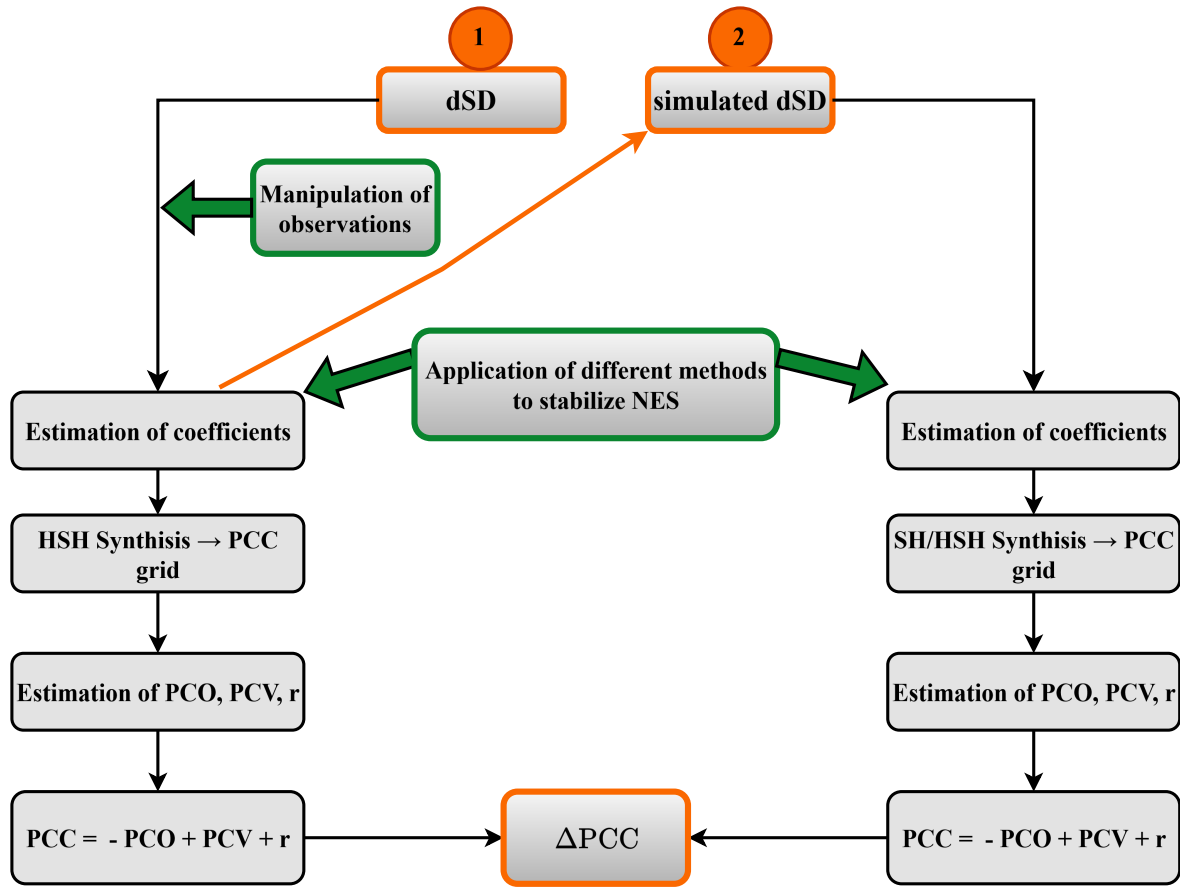 1
2
dSD
simulated dSD
Manipulation of
observations
Application of different methods
to stabilize NES
Estimation of coefficients
Estimation of coefficients
HSH Synthisis → PCC
grid
SH/HSH Synthisis → PCC
grid
Estimation of PCO, PCV, r
Estimation of PCO, PCV, r
PCC = - PCO + PCV + r
ΔPCC
PCC = - PCO + PCV + r